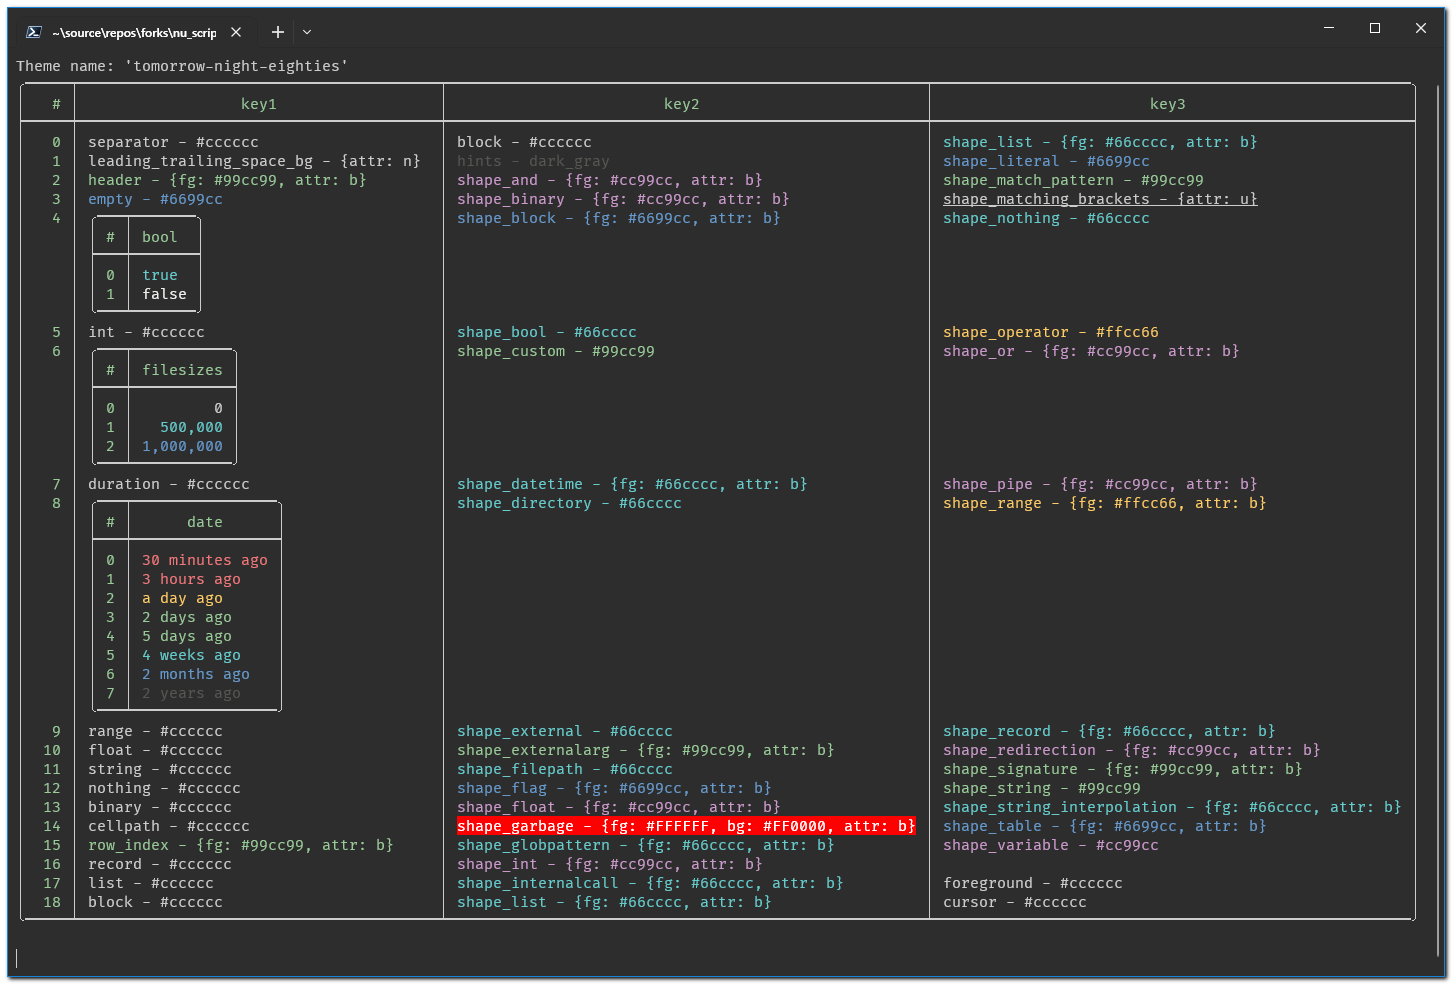 ~\source\repos\forks\nu_scrip
Theme name: 'tomorrow-night-eighties'
# key1 key2 key3
0 separator - #cccccc block - #cccccc shape_list - {fg: #66cccc, attr: b}
1 leading_trailing_space_bg - {attr: n} hints - dark_gray shape_literal - #6699cc
2 header - {fg: #99cc99, attr: b} shape_and - {fg: #cc99cc, attr: b} shape_match_pattern - #99cc99
3 empty - #6699cc shape_binary - {fg: #cc99cc, attr: b} shape_matching_brackets - {attr: u}
4 shape_block - {fg: #6699cc, attr: b} shape_nothing - #66cccc
# bool
0 true
1 false
5 int - #cccccc shape_bool - #66cccc shape_operator - #ffcc66
6 shape_custom - #99cc99 shape_or - {fg: #cc99cc, attr: b}
# filesizes
0 0
1 500,000
2 1,000,000
7 duration - #cccccc shape_datetime - {fg: #66cccc, attr: b} shape_pipe - {fg: #cc99cc, attr: b}
8 shape_directory - #66cccc shape_range - {fg: #ffcc66, attr: b}
# date
0 30 minutes ago
1 3 hours ago
2 a day ago
3 2 days ago
4 5 days ago
5 4 weeks ago
6 2 months ago
7 2 years ago
9 range - #cccccc shape_external - #66cccc shape_record - {fg: #66cccc, attr: b}
10 float - #cccccc shape_externalarg - {fg: #99cc99, attr: b} shape_redirection - {fg: #cc99cc, attr: b}
11 string - #cccccc shape_filepath - #66cccc shape_signature - {fg: #99cc99, attr: b}
12 nothing - #cccccc shape_flag - {fg: #6699cc, attr: b} shape_string - #99cc99
13 binary - #cccccc shape_float - {fg: #cc99cc, attr: b} shape_string_interpolation - {fg: #66cccc, attr: b}
14 cellpath - #cccccc shape_garbage - {fg: #FFFFFF, bg: #FF0000, attr: b} shape_table - {fg: #6699cc, attr: b}
15 row_index - {fg: #99cc99, attr: b} shape_globpattern - {fg: #66cccc, attr: b} shape_variable - #cc99cc
16 record - #cccccc shape_int - {fg: #cc99cc, attr: b}
17 list - #cccccc shape_internalcall - {fg: #66cccc, attr: b} foreground - #cccccc
18 block - #cccccc shape_list - {fg: #66cccc, attr: b} cursor - #cccccc